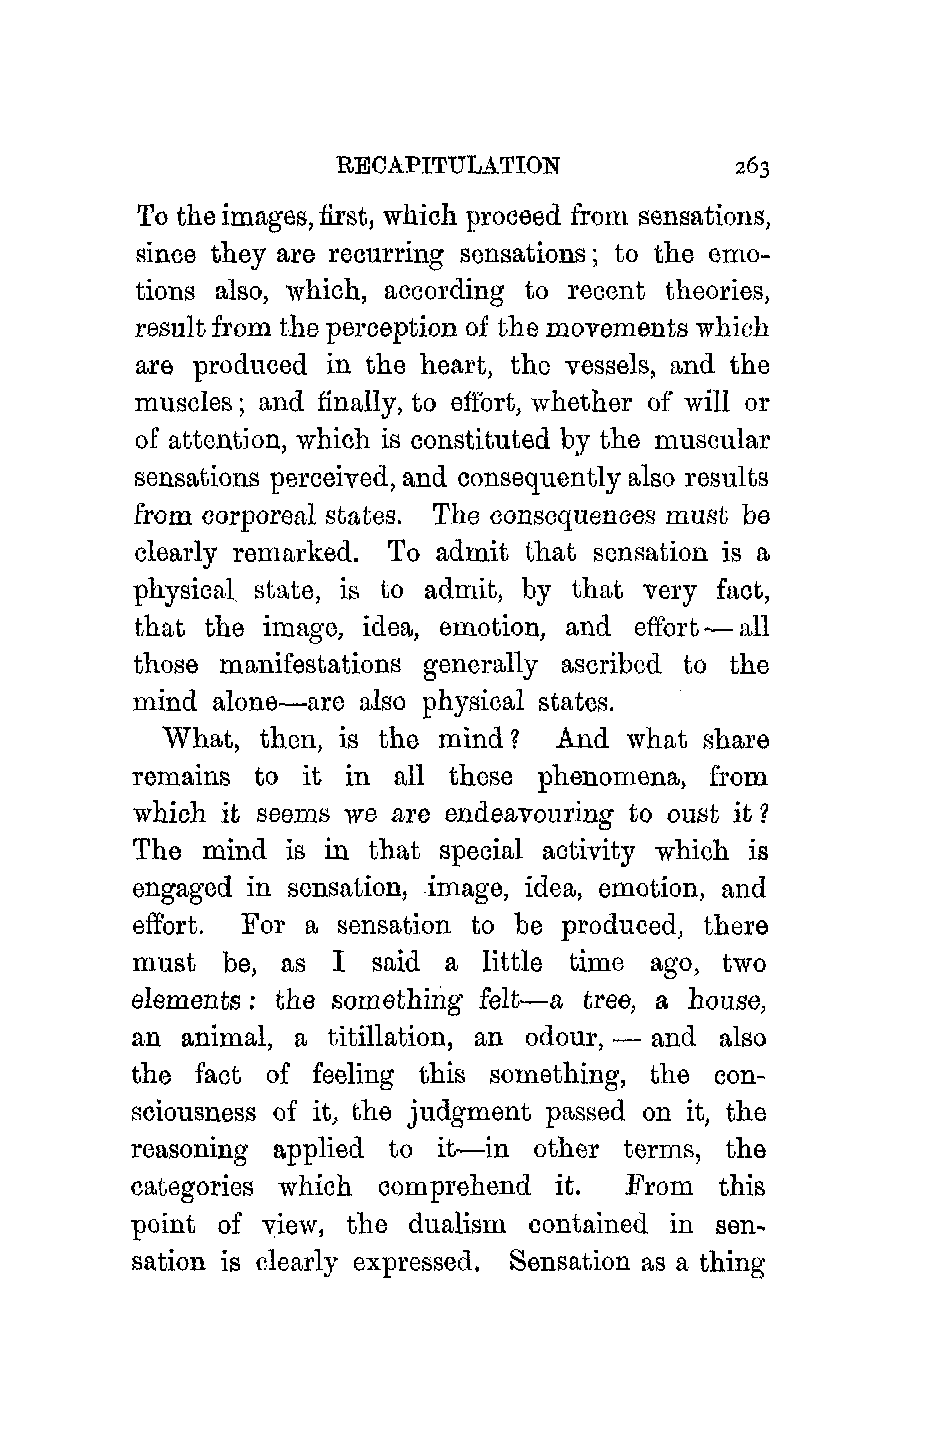 RECAPITULATION 263
To the images, first, which proceed from sensations,
since they are recurring sensations; to the emo-
tions also, which, according to recent theories,
result from the perception of the movements which
are produced in the heart, the vessels, and the
muscles; and finally, to effort, whether of will or
of attention, which is constituted by the muscular
sensations perceived, and consequently also results
from corporeal states. The consequences must be
clearly remarked. To admit that sensation is a
physical state, is to admit, by that very fact,
that the image, idea, emotion, and effort—all
those manifestations generally ascribed to the
mind alone—are also physical states.
What, then, is the mind? And what share
remains to it in all these phenomena, from
which it seems we are endeavouring to oust it?
The mind is in that special activity which is
engaged in sensation, image, idea, emotion, and
effort. For a sensation to be produced, there
must be, as I said a little time ago, two
elements: the something felt—a tree, a house,
an animal, a titillation, an odour, — and also
the fact of feeling this something, the con-
sciousness of it, the judgment passed on it, the
reasoning applied to it—in other terms, the
categories which comprehend it. From this
point of view, the dualism contained in sen-
sation is clearly expressed. Sensation as a thing